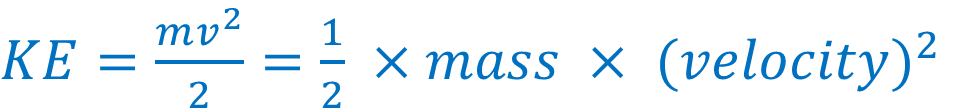 KE = mv²/2 = 1/2 × mass × (velocity)²